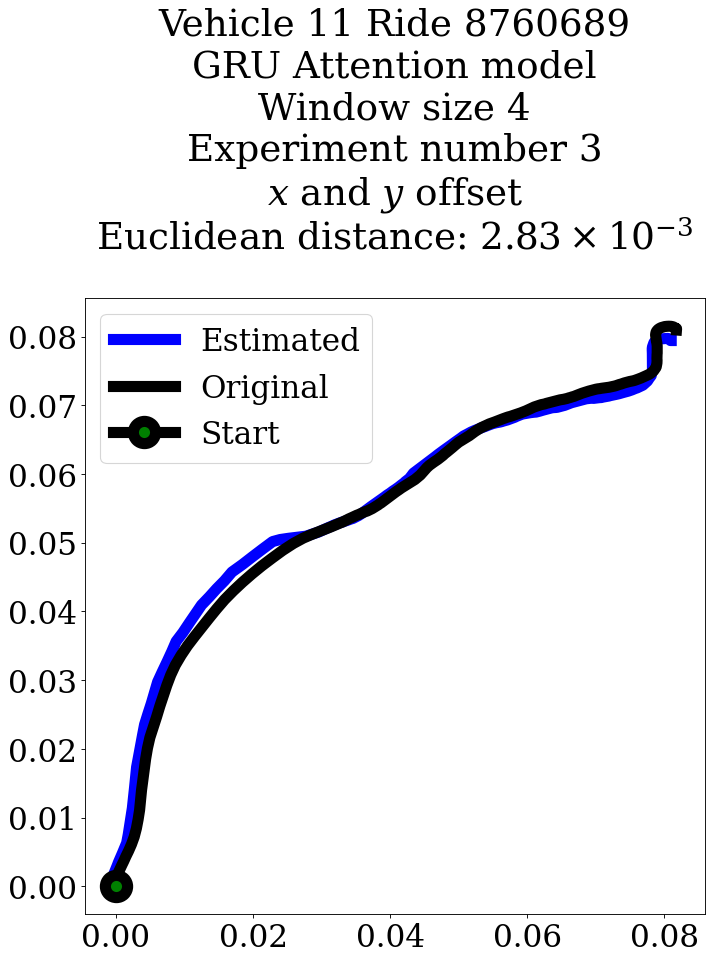 Vehicle 11 Ride 8760689
GRU Attention model
Window size 4
Experiment number 3
x and y offset
Euclidean distance: 2.83 × 10⁻³
Estimated
Original
Start
0.08
0.07
0.06
0.05
0.04
0.03
0.02
0.01
0.00
0.00 0.02 0.04 0.06 0.08